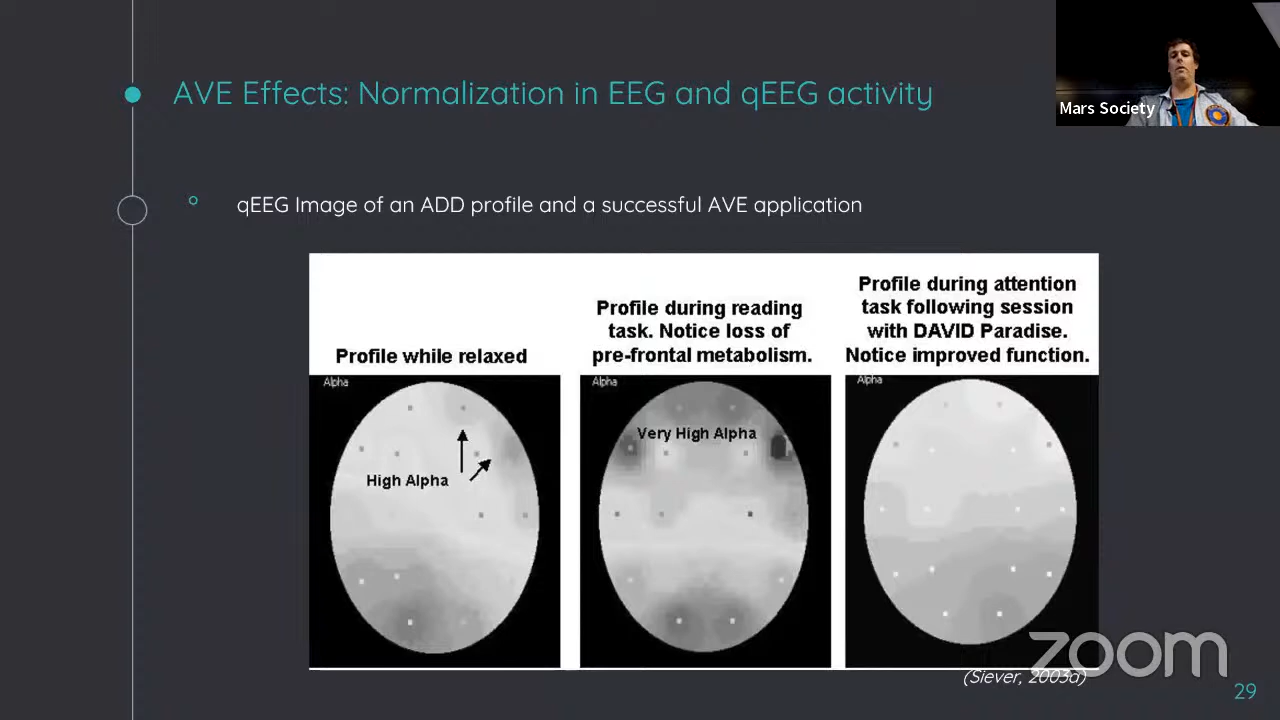 AVE Effects: Normalization in EEG and qEEG activity
Mars Society
qEEG Image of an ADD profile and a successful AVE application
Profile while relaxed
Profile during reading
task. Notice loss of
pre-frontal metabolism.
Profile during attention
task following session
with DAVID Paradise.
Notice improved function.
Alpha
Alpha
Alpha
High Alpha
Very High Alpha
zoom
(Siever, 2003a)
29